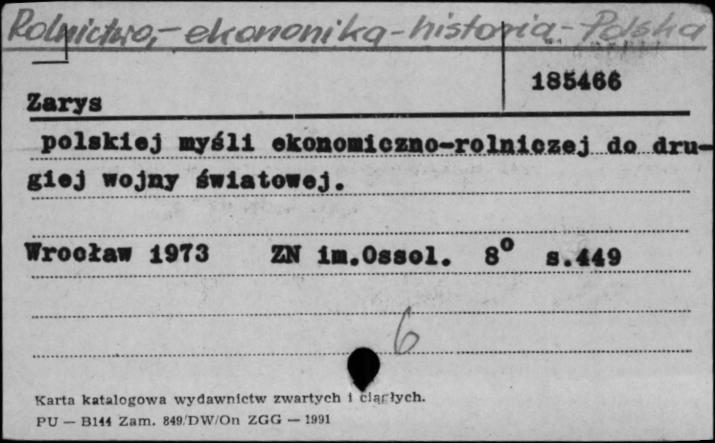 Rolnictwo,-ekonomika-historia-Polska
185466
Zarys
polskiej myśli ekonomiczno-rolniczej do dru-
giej wojny światowej.
Wrocław 1973 ZN im.Ossol. 8° s.449
6
Karta katalogowa wydawnictw zwartych i ciągłych.
PU — B144 Zam. 849/DW/On ZGG — 1991